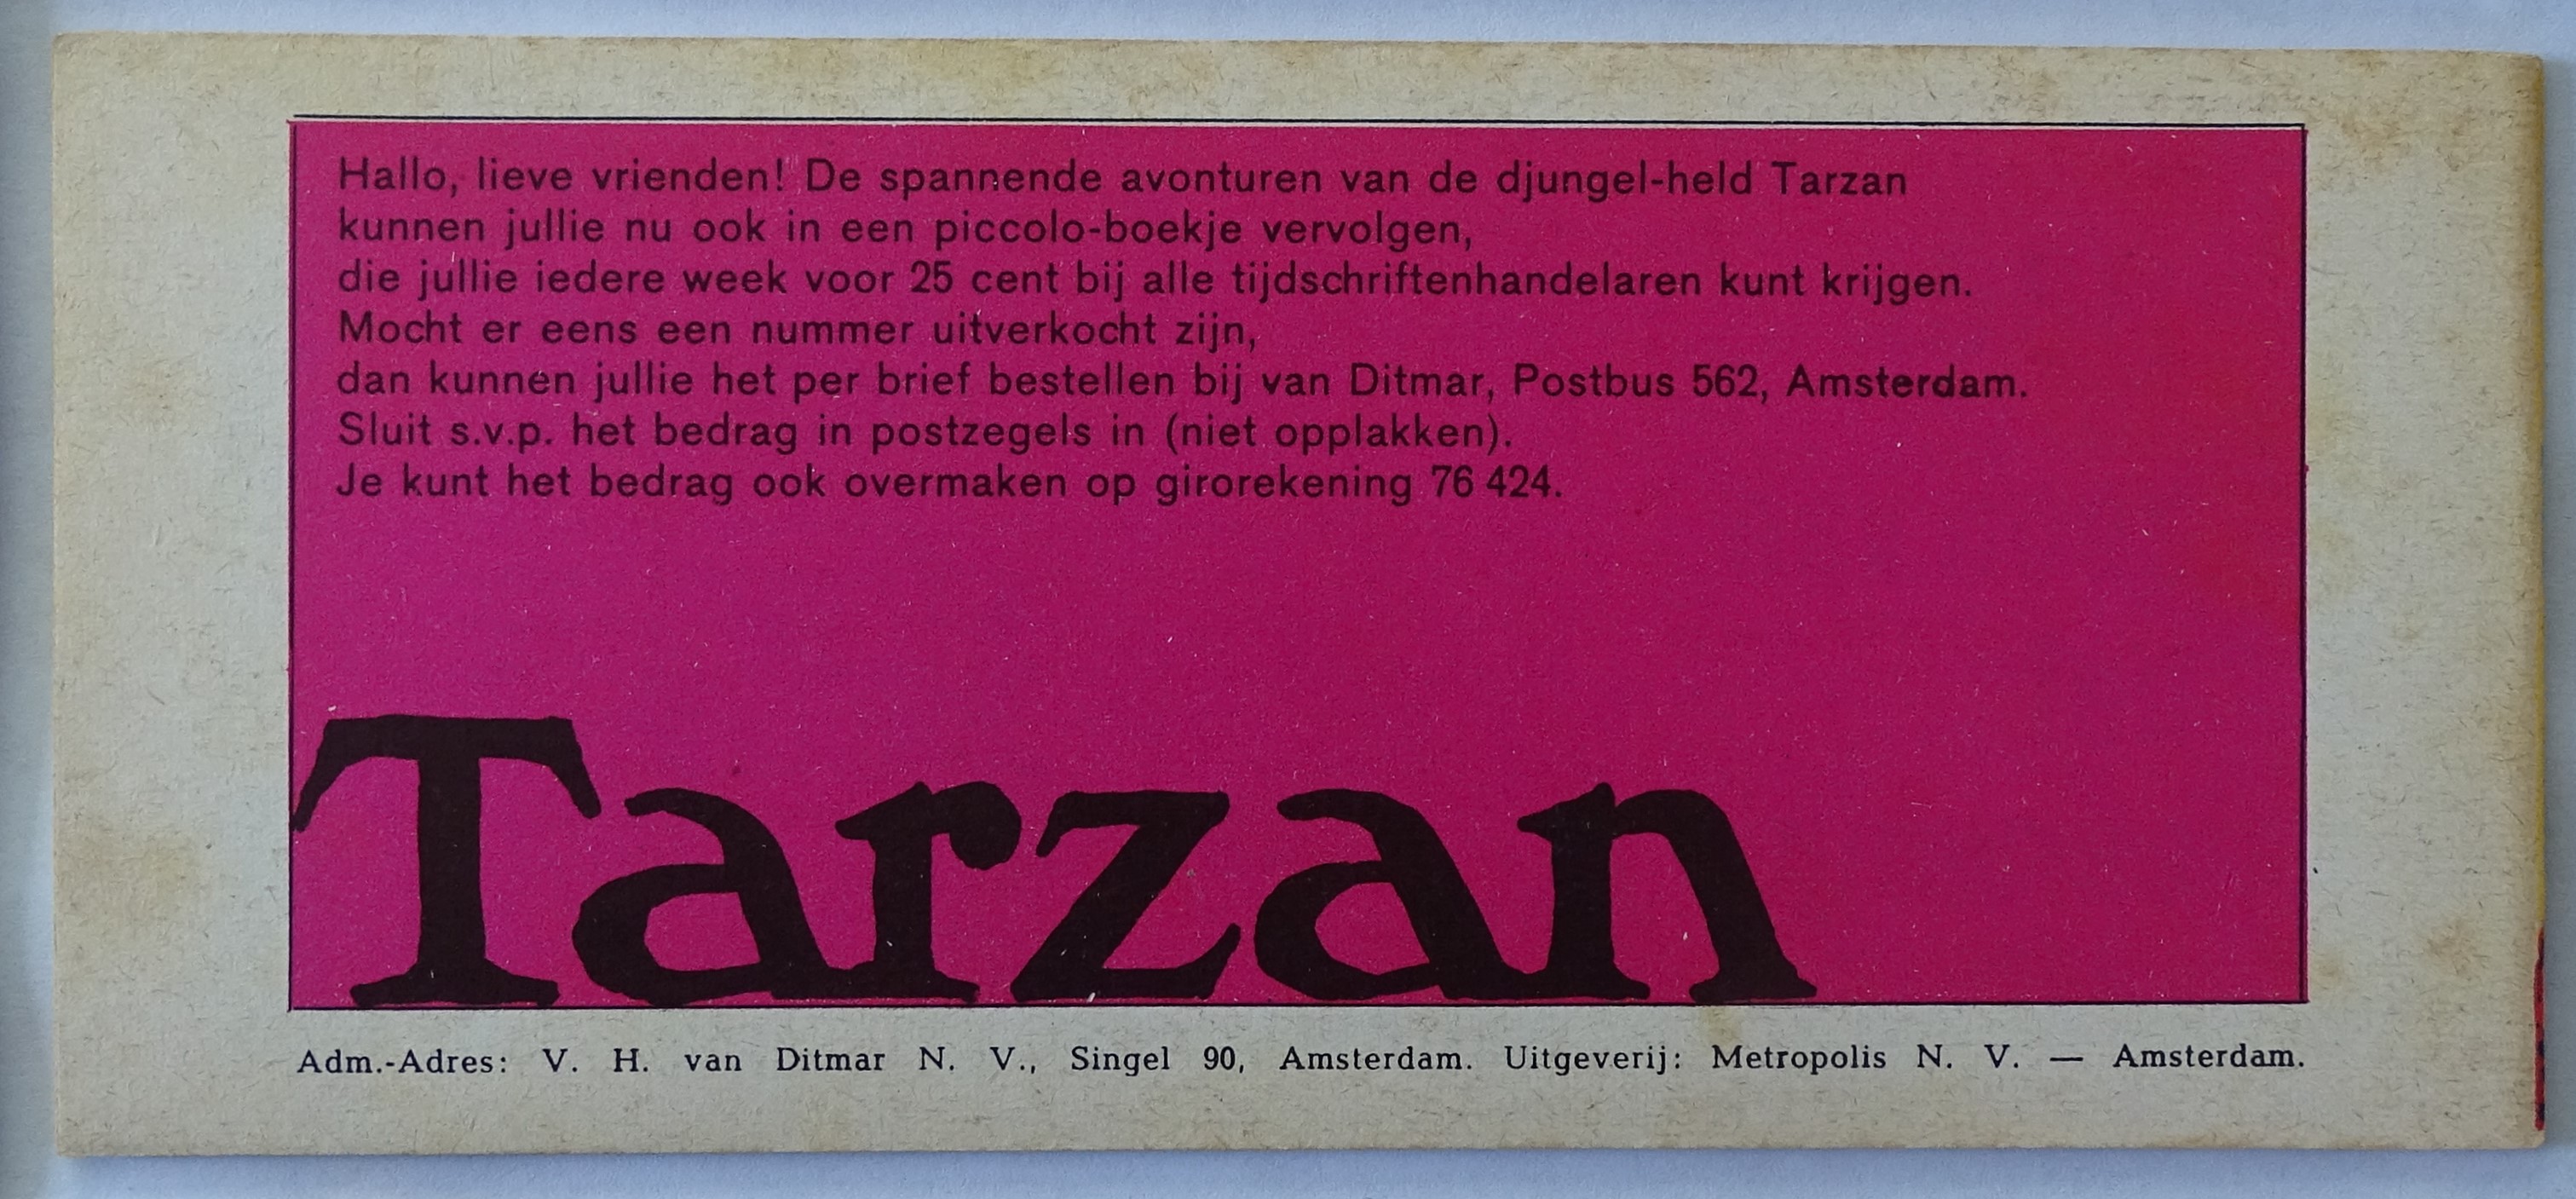 Hallo, lieve vrienden! De spannende avonturen van de djungel-held Tarzan
kunnen jullie nu ook in een piccolo-boekje vervolgen,
die jullie iedere week voor 25 cent bij alle tijdschriftenhandelaren kunt krijgen.
Mocht er eens een nummer uitverkocht zijn,
dan kunnen jullie het per brief bestellen bij van Ditmar, Postbus 562, Amsterdam.
Sluit s.v.p. het bedrag in postzegels in (niet opplakken).
Je kunt het bedrag ook overmaken op girorekening 76 424.
Tarzan
Adm.-Adres: V. H. van Ditmar N. V., Singel 90, Amsterdam. Uitgeverij: Metropolis N. V. — Amsterdam.